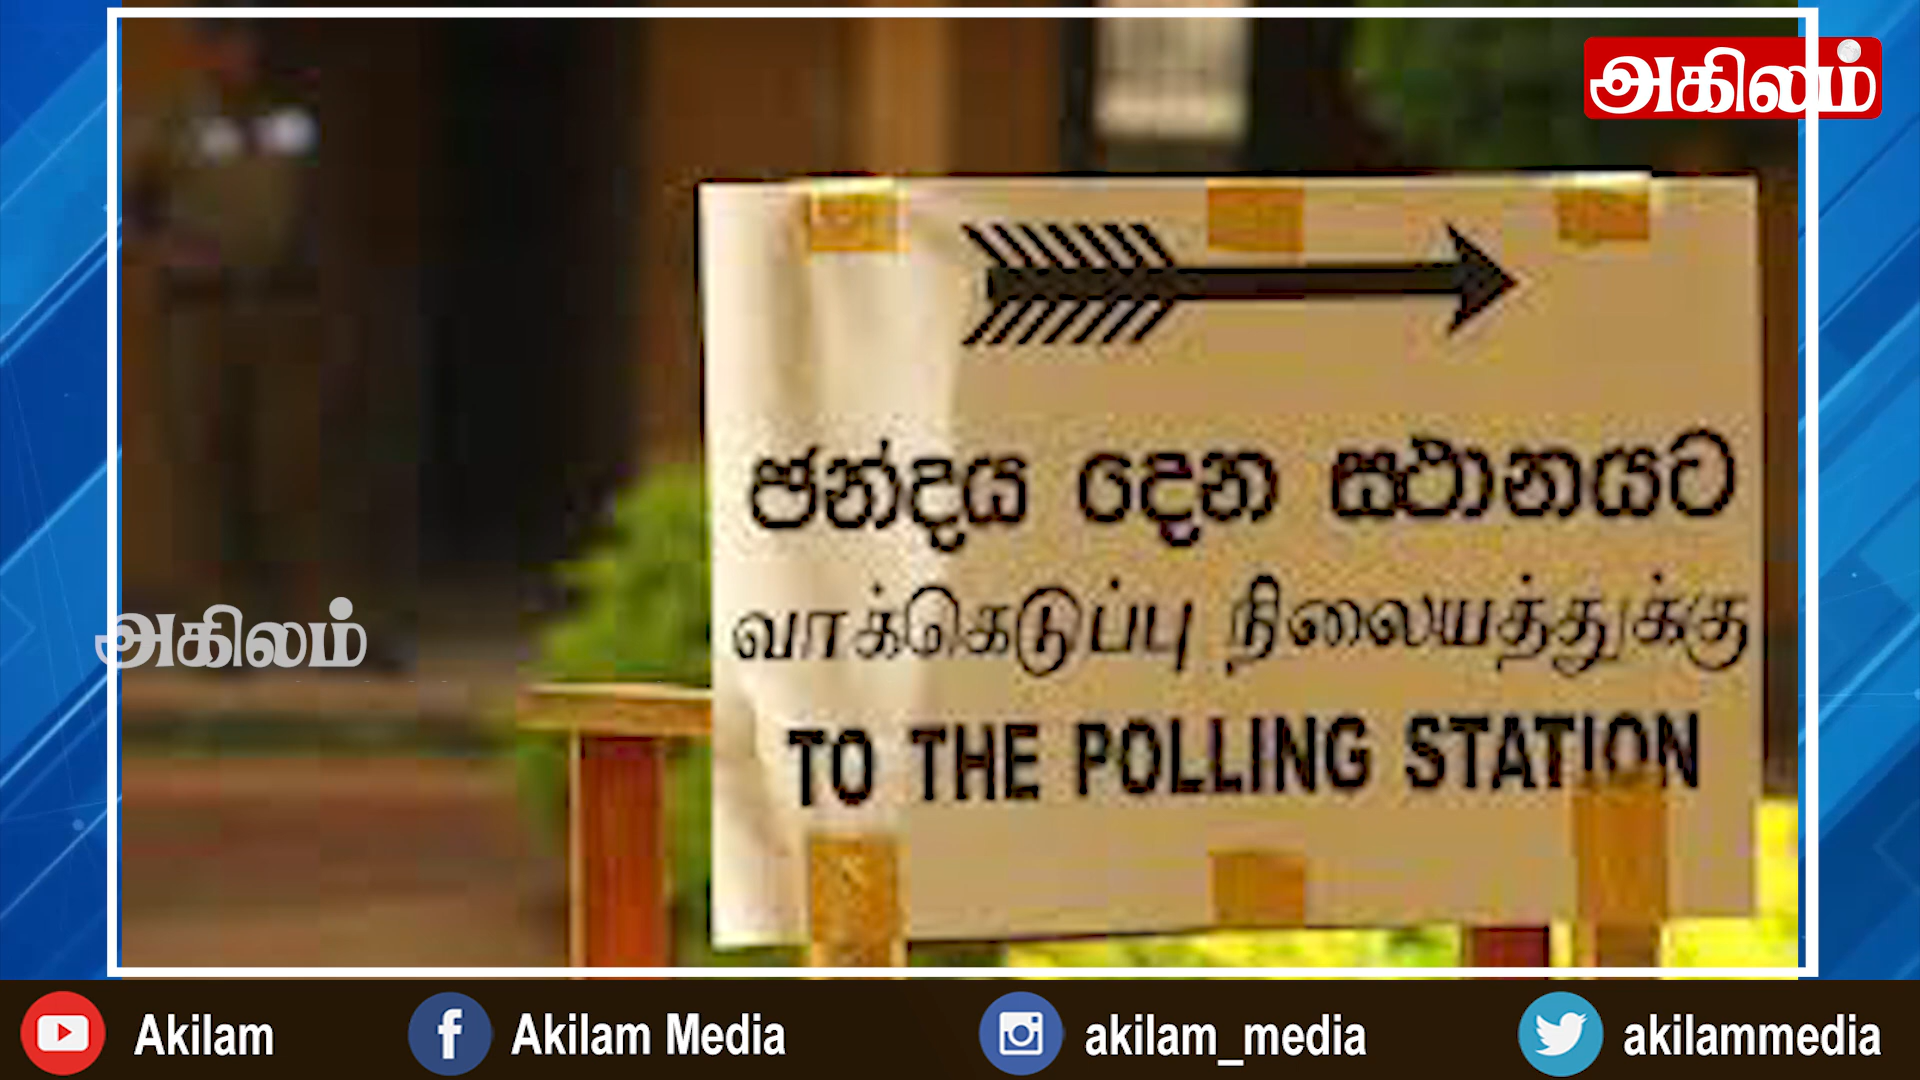 அகிலம்
ඡන්දය දෙන ස්ථානයට
வாக்கெடுப்பு நிலையத்துக்கு
TO THE POLLING STATION
அகிலம்
Akilam
Akilam Media
akilam_media
akilammedia